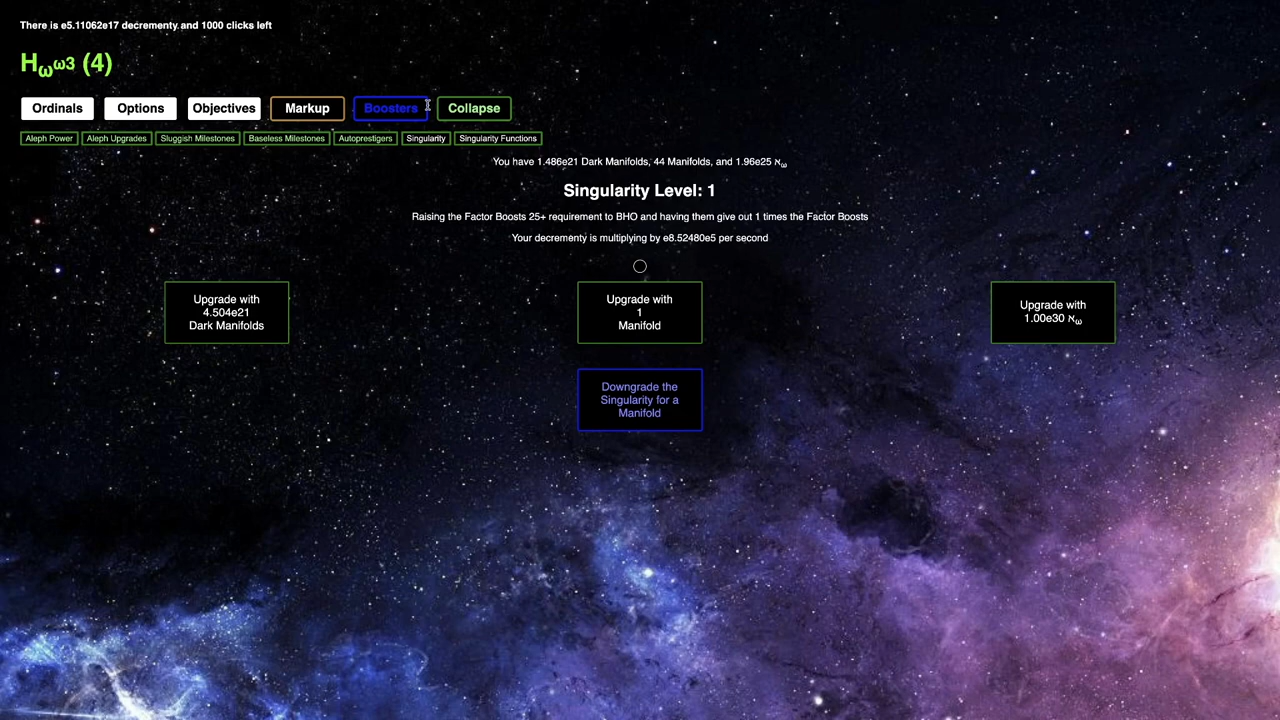 There is e5.11062e17 decrementy and 1000 clicks left
H_ω^ω3 (4)
Ordinals Options Objectives Markup Boosters Collapse
Aleph Power Aleph Upgrades Sluggish Milestones Baseless Milestones Autoprestigers Singularity Singularity Functions
You have 1.486e21 Dark Manifolds, 44 Manifolds, and 1.96e25 ℵω
Singularity Level: 1
Raising the Factor Boosts 25+ requirement to BHO and having them give out 1 times the Factor Boosts
Your decrementy is multiplying by e8.52480e5 per second
Upgrade with
4.504e21
Dark Manifolds
Upgrade with
1
Manifold
Upgrade with
1.00e30 ℵω
Downgrade the
Singularity for a
Manifold